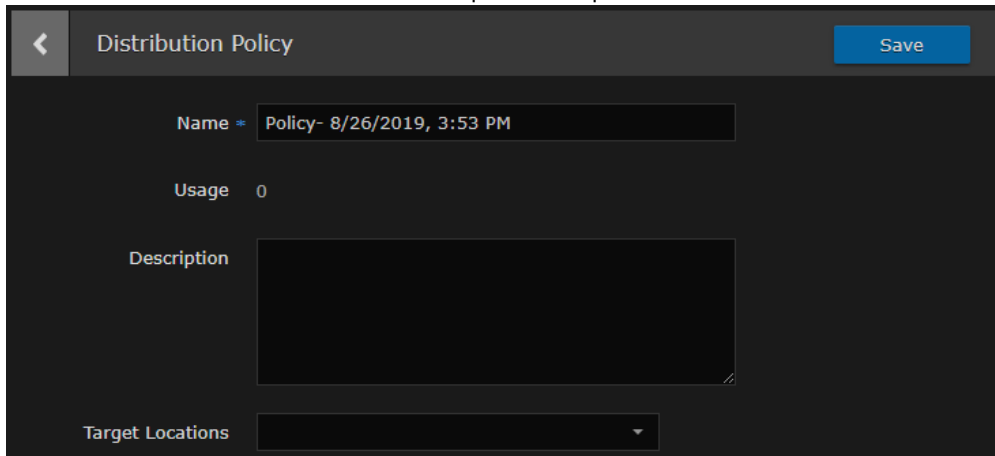 Distribution Policy
Save
Name *
Policy- 8/26/2019, 3:53 PM
Usage
0
Description
Target Locations